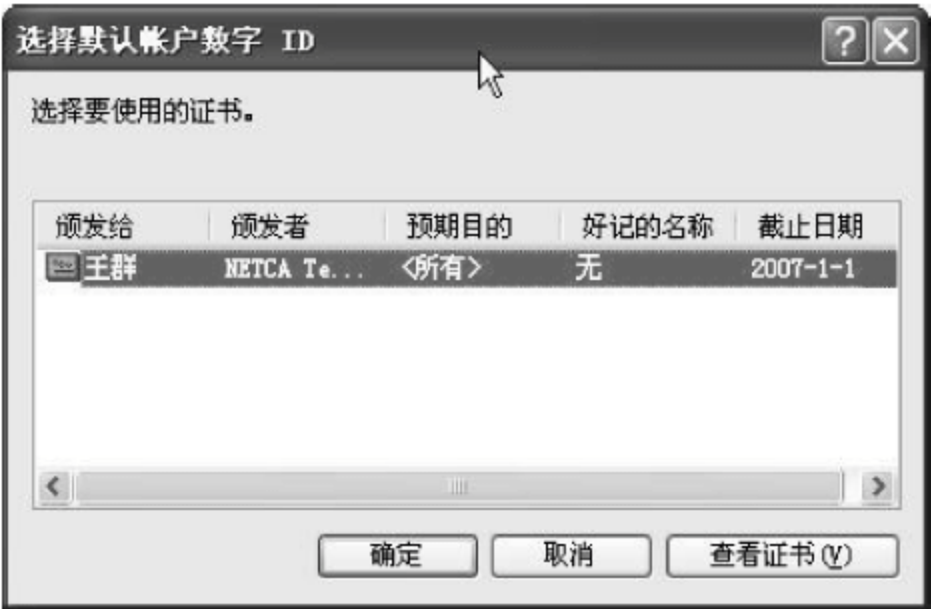 选择默认帐户数字 ID
选择要使用的证书。
颁发给 颁发者 预期目的 好记的名称 截止日期
王群 NETCA Te... <所有> 无 2007-1-1
确定 取消 查看证书(V)